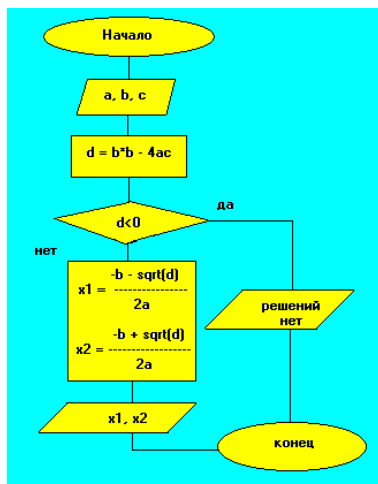 Начало
a, b, c
d = b*b - 4ac
d<0
да
нет
-b - sqrt(d)
x1 = ------------------
2a
-b + sqrt(d)
x2 = -------------------
2a
решений
нет
x1, x2
конец